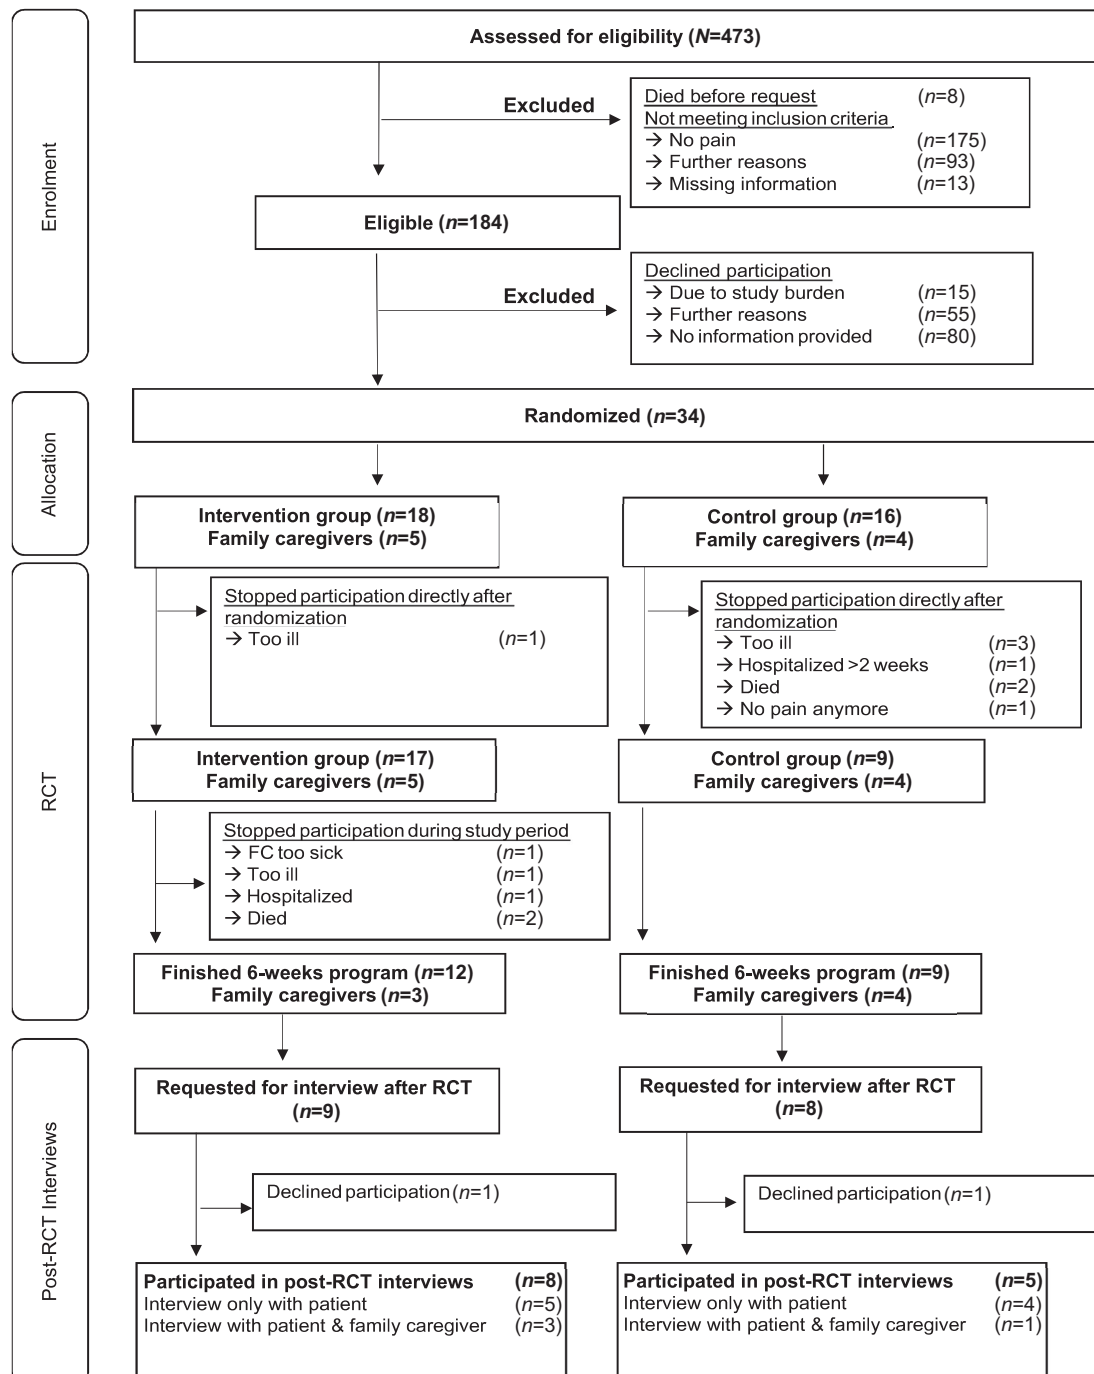 Enrolment
Assessed for eligibility (N=473)
Excluded
Died before request (n=8)
Not meeting inclusion criteria
→ No pain (n=175)
→ Further reasons (n=93)
→ Missing information (n=13)
Eligible (n=184)
Excluded
Declined participation
→ Due to study burden (n=15)
→ Further reasons (n=55)
→ No information provided (n=80)
Allocation
Randomized (n=34)
Intervention group (n=18)
Family caregivers (n=5)
Control group (n=16)
Family caregivers (n=4)
RCT
Stopped participation directly after
randomization
→ Too ill (n=1)
Stopped participation directly after
randomization
→ Too ill (n=3)
→ Hospitalized >2 weeks (n=1)
→ Died (n=2)
→ No pain anymore (n=1)
Intervention group (n=17)
Family caregivers (n=5)
Control group (n=9)
Family caregivers (n=4)
Stopped participation during study period
→ FC too sick (n=1)
→ Too ill (n=1)
→ Hospitalized (n=1)
→ Died (n=2)
Finished 6-weeks program (n=12)
Family caregivers (n=3)
Finished 6-weeks program (n=9)
Family caregivers (n=4)
Post-RCT Interviews
Requested for interview after RCT
(n=9)
Requested for interview after RCT
(n=8)
Declined participation (n=1)
Declined participation (n=1)
Participated in post-RCT interviews (n=8)
Interview only with patient (n=5)
Interview with patient & family caregiver (n=3)
Participated in post-RCT interviews (n=5)
Interview only with patient (n=4)
Interview with patient & family caregiver (n=1)